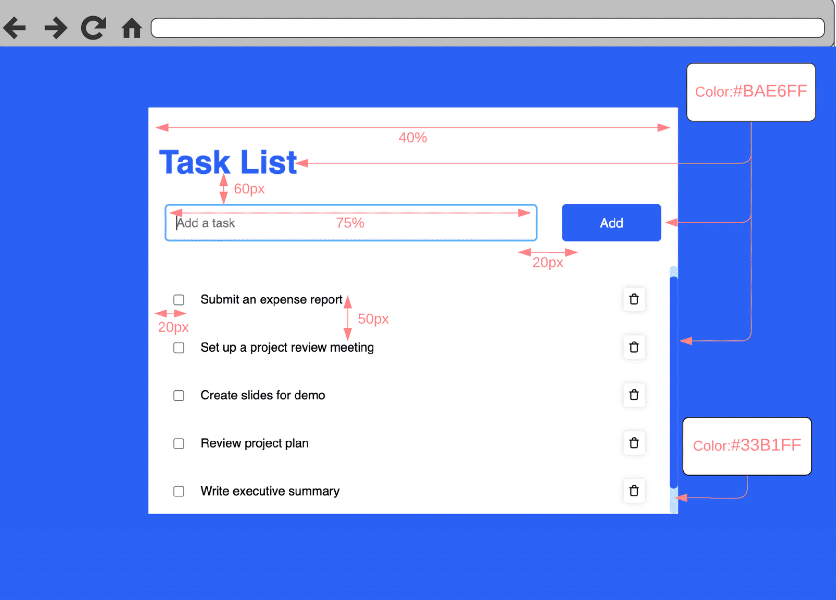 Color:#BAE6FF
40%
Task List
60px
Add a task
75%
Add
20px
Submit an expense report
20px
50px
Set up a project review meeting
Create slides for demo
Review project plan
Color:#33B1FF
Write executive summary